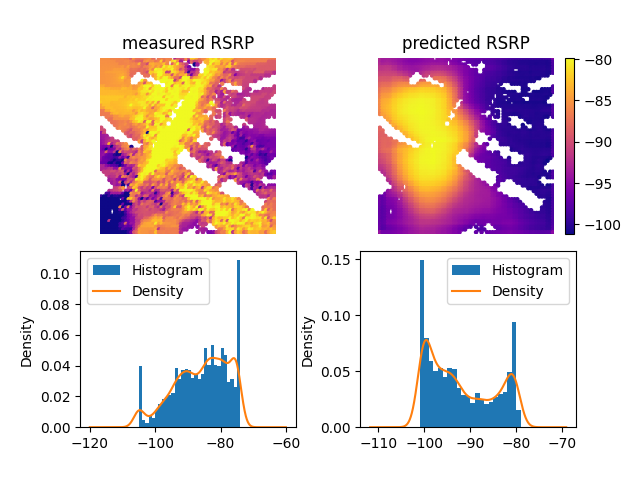 measured RSRP
predicted RSRP
−80
−85
−90
−95
−100
Density
0.10
0.08
0.06
0.04
0.02
0.00
Histogram
Density
−120 −100 −80 −60
Density
0.15
0.10
0.05
0.00
Histogram
Density
−110 −100 −90 −80 −70